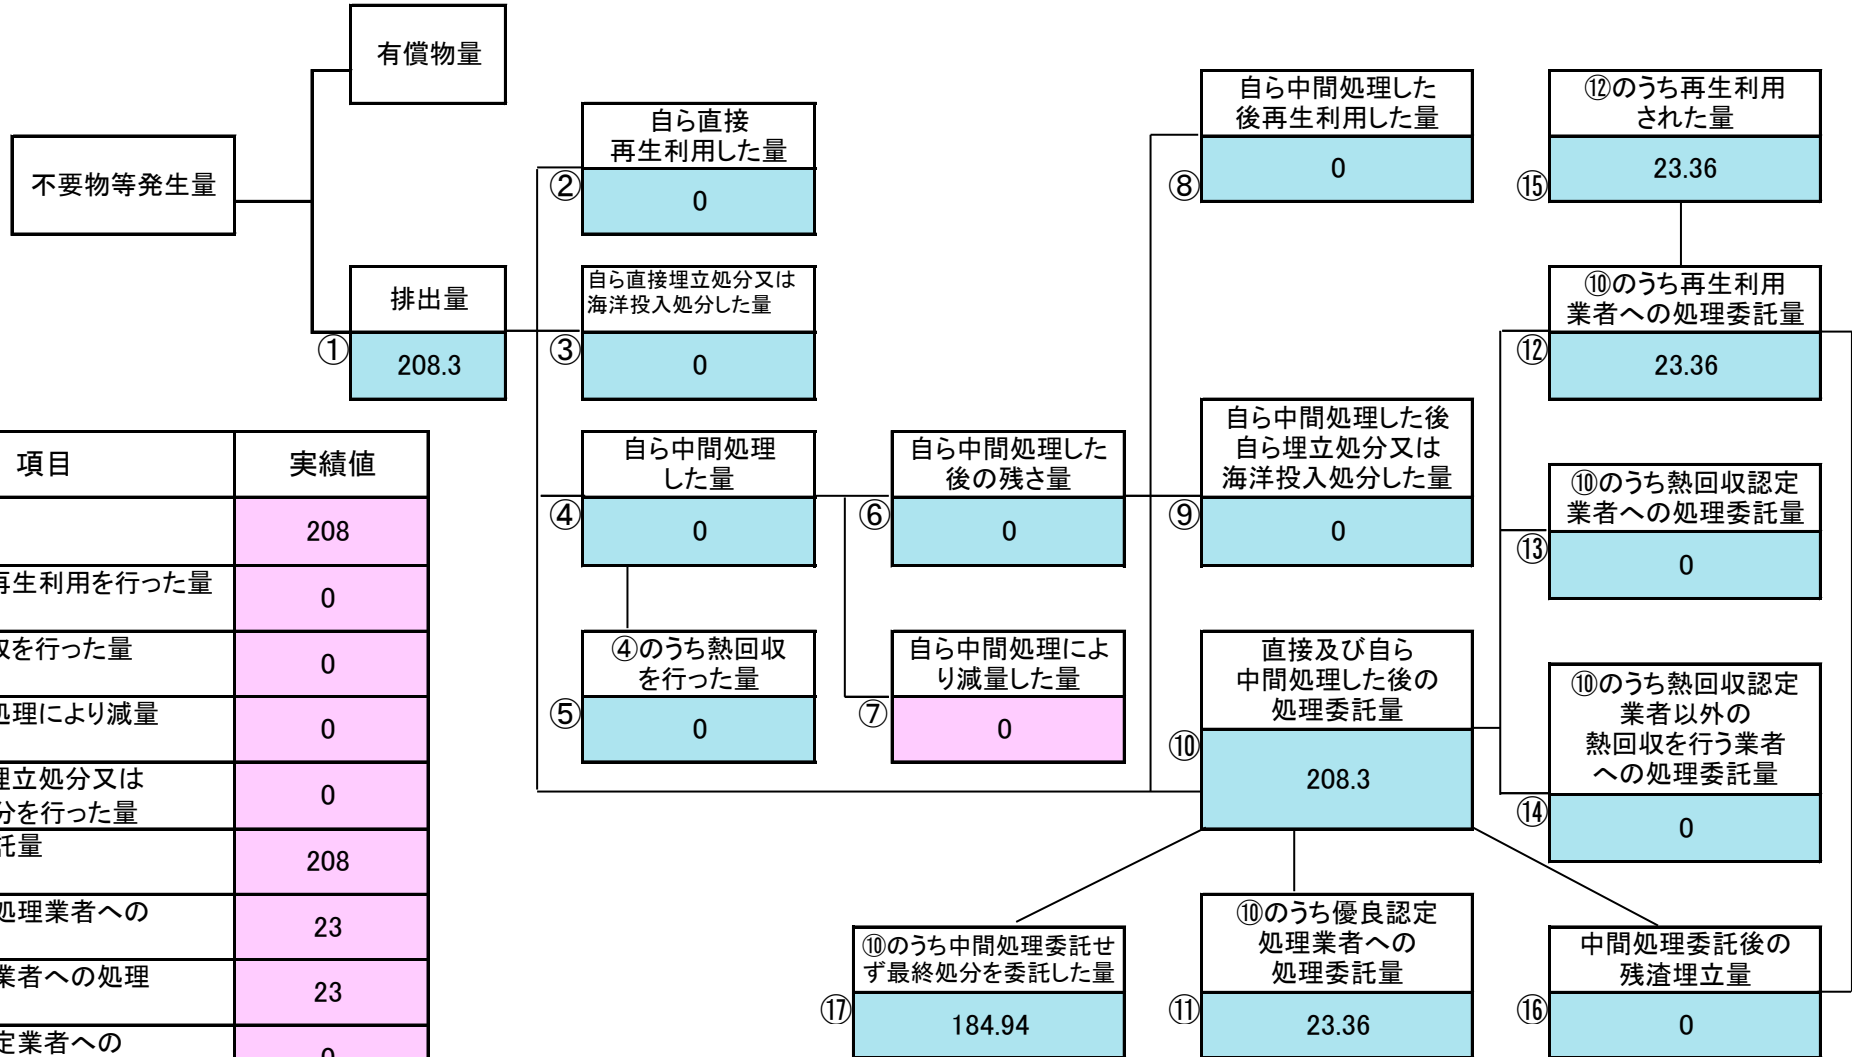 有償物量
不要物等発生量
排出量
①
208.3
自ら直接
再生利用した量
②
0
自ら直接埋立処分又は
海洋投入処分した量
③
0
自ら中間処理
した量
④
0
④のうち熱回収
を行った量
⑤
0
自ら中間処理した
後の残さ量
⑥
0
自ら中間処理によ
り減量した量
⑦
0
自ら中間処理した
後再生利用した量
⑧
0
自ら中間処理した後
自ら埋立処分又は
海洋投入処分した量
⑨
0
直接及び自ら
中間処理した後の
処理委託量
⑩
208.3
⑫のうち再生利用
された量
⑮
23.36
⑩のうち再生利用
業者への処理委託量
⑫
23.36
⑩のうち熱回収認定
業者への処理委託量
⑬
0
⑩のうち熱回収認定
業者以外の
熱回収を行う業者
への処理委託量
⑭
0
⑩のうち中間処理委託せ
ず最終処分を委託した量
⑰
184.94
⑩のうち優良認定
処理業者への
処理委託量
⑪
23.36
中間処理委託後の
残渣埋立量
⑯
0
項目 実績値
208
再生利用を行った量 0
を行った量 0
処理により減量 0
埋立処分又は
を行った量 0
託量 208
処理業者への 23
業者への処理 23
定業者への